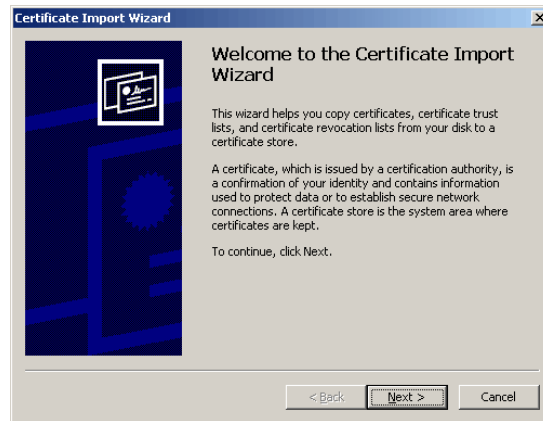 Certificate Import Wizard
Welcome to the Certificate Import
Wizard
This wizard helps you copy certificates, certificate trust
lists, and certificate revocation lists from your disk to a
certificate store.
A certificate, which is issued by a certification authority, is
a confirmation of your identity and contains information
used to protect data or to establish secure network
connections. A certificate store is the system area where
certificates are kept.
To continue, click Next.
< Back Next > Cancel